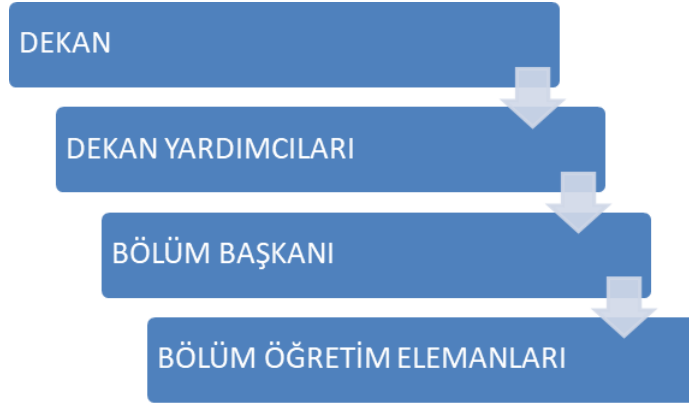 DEKAN
DEKAN YARDIMCILARI
BÖLÜM BAŞKANI
BÖLÜM ÖĞRETİM ELEMANLARI